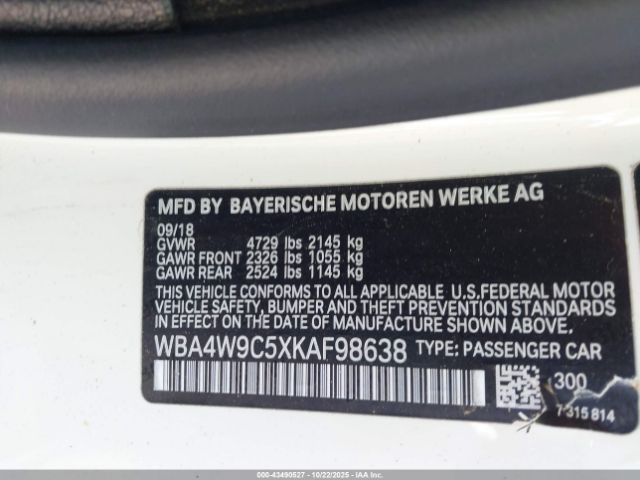 MFD BY BAYERISCHE MOTOREN WERKE AG
09/18
GVWR 4729 lbs 2145 kg
GAWR FRONT 2326 lbs 1055 kg
GAWR REAR 2524 lbs 1145 kg
THIS VEHICLE CONFORMS TO ALL APPLICABLE U.S.FEDERAL MOTOR
VEHICLE SAFETY, BUMPER AND THEFT PREVENTION STANDARDS
IN EFFECT ON THE DATE OF MANUFACTURE SHOWN ABOVE.
WBA4W9C5XKAF98638 TYPE: PASSENGER CAR
300
7 315 814
000-43490527 - 10/22/2025 - IAAI.COM